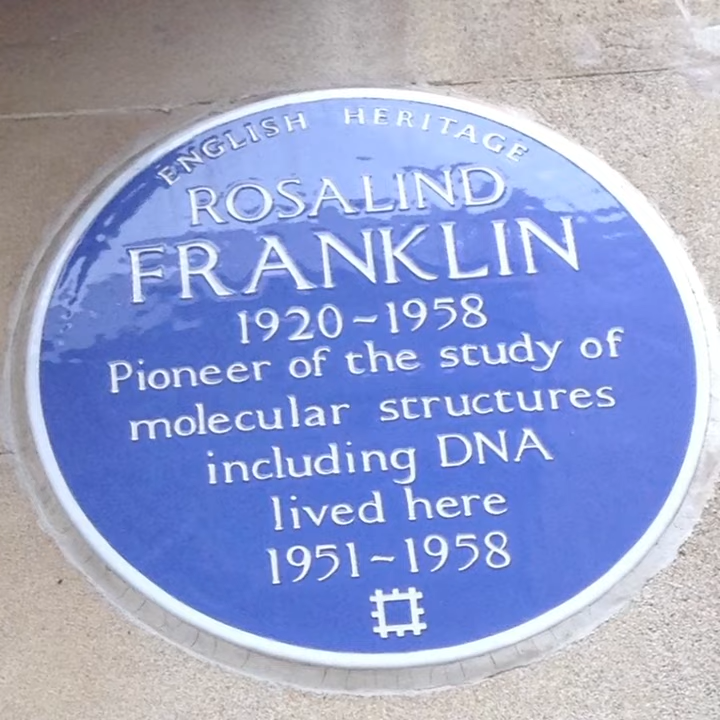 ENGLISH HERITAGE
ROSALIND
FRANKLIN
1920~1958
Pioneer of the study of
molecular structures
including DNA
lived here
1951~1958